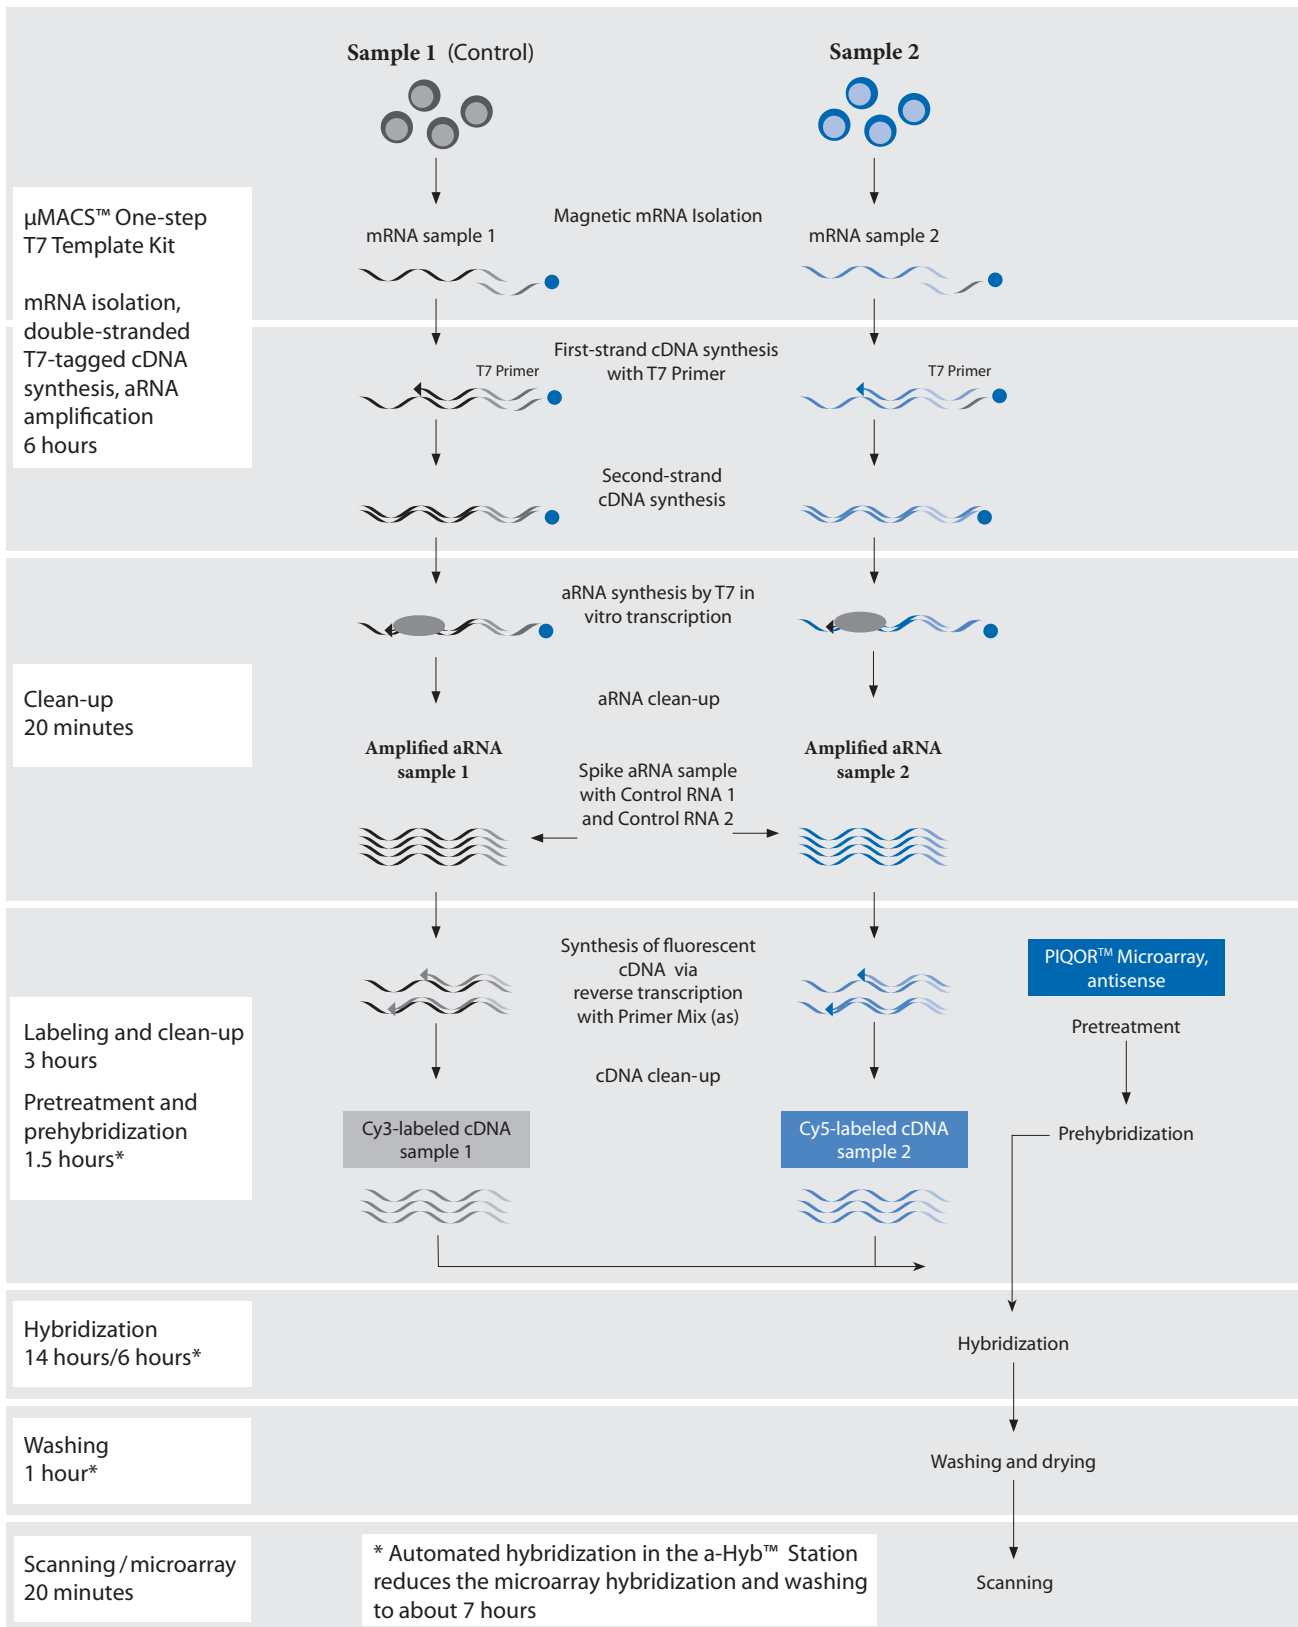 Sample 1 (Control)
Sample 2
µMACS™ One-step
T7 Template Kit
mRNA isolation,
double-stranded
T7-tagged cDNA
synthesis, aRNA
amplification
6 hours
Magnetic mRNA Isolation
mRNA sample 1
mRNA sample 2
First-strand cDNA synthesis
with T7 Primer
T7 Primer
T7 Primer
Second-strand
cDNA synthesis
aRNA synthesis by T7 in
vitro transcription
Clean-up
20 minutes
aRNA clean-up
Amplified aRNA
sample 1
Amplified aRNA
sample 2
Spike aRNA sample
with Control RNA 1
and Control RNA 2
Labeling and clean-up
3 hours
Pretreatment and
prehybridization
1.5 hours*
Synthesis of fluorescent
cDNA via
reverse transcription
with Primer Mix (as)
cDNA clean-up
PIQOR™ Microarray,
antisense
Pretreatment
Prehybridization
Cy3-labeled cDNA
sample 1
Cy5-labeled cDNA
sample 2
Hybridization
14 hours/6 hours*
Hybridization
Washing
1 hour*
Washing and drying
Scanning / microarray
20 minutes
* Automated hybridization in the a-Hyb™ Station
reduces the microarray hybridization and washing
to about 7 hours
Scanning